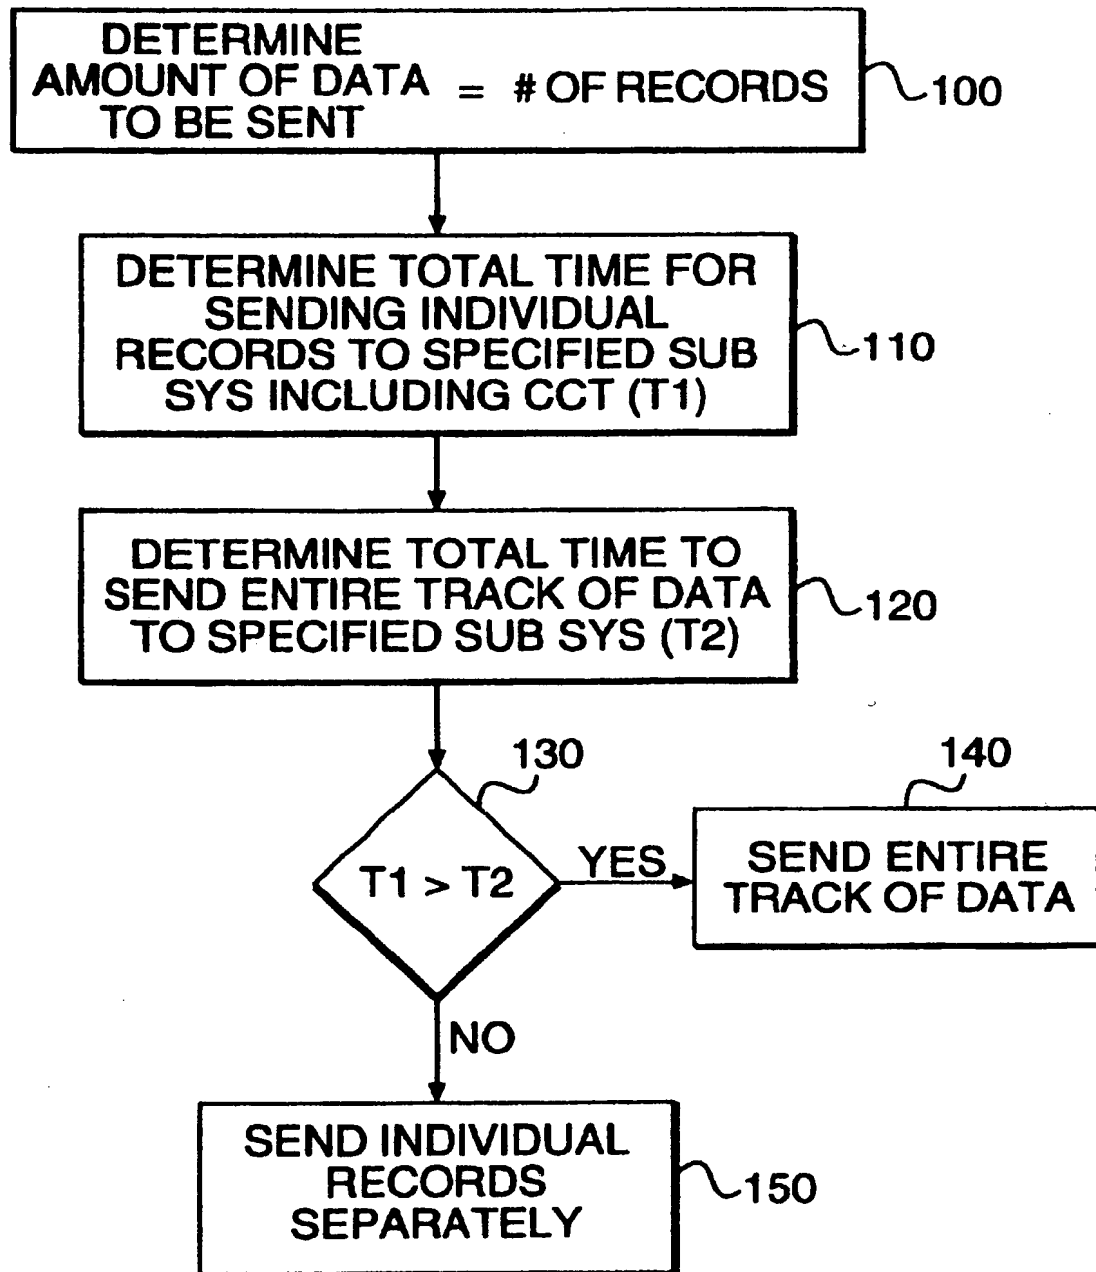 DETERMINE
AMOUNT OF DATA = # OF RECORDS
TO BE SENT
100
DETERMINE TOTAL TIME FOR
SENDING INDIVIDUAL
RECORDS TO SPECIFIED SUB
SYS INCLUDING CCT (T1)
110
DETERMINE TOTAL TIME TO
SEND ENTIRE TRACK OF DATA
TO SPECIFIED SUB SYS (T2)
120
130
T1 > T2
YES
140
SEND ENTIRE
TRACK OF DATA
NO
SEND INDIVIDUAL
RECORDS
SEPARATELY
150